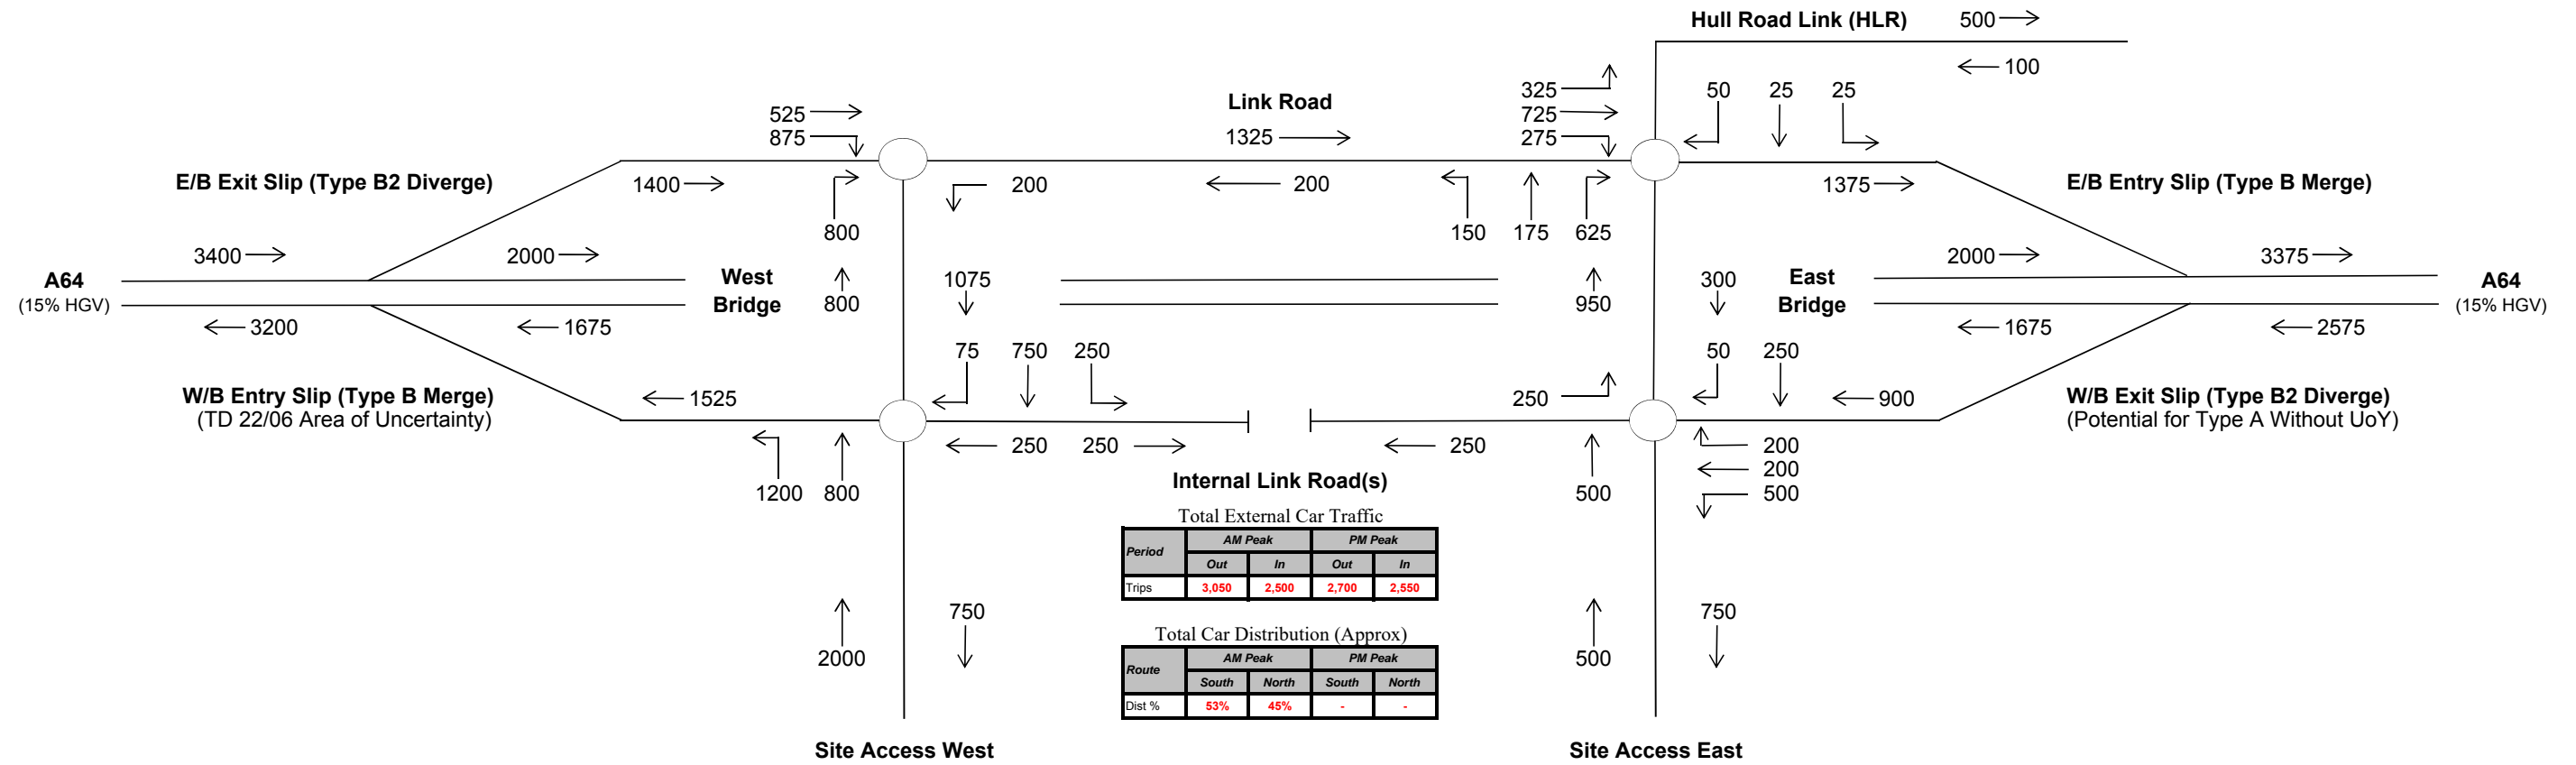 Hull Road Link (HLR) 500
100
325 50 25 25
Link Road
525 725
875 1325 275
E/B Exit Slip (Type B2 Diverge) 1400 200 200 1375 E/B Entry Slip (Type B Merge)
800 150 175 625
3400 2000 2000 3375
A64 West 1075 300 East A64
(15% HGV) Bridge 800 950 Bridge (15% HGV)
3200 1675 1675 2575
75 750 250 50 250
W/B Entry Slip (Type B Merge) 1525 250 900 W/B Exit Slip (Type B2 Diverge)
(TD 22/06 Area of Uncertainty) (Potential for Type A Without UoY)
250 250 250 200
200
1200 800 500 500
Internal Link Road(s)
Total External Car Traffic
Period AM Peak PM Peak
Out In Out In
Trips 3,050 2,500 2,700 2,550
750 750
2000 500
Total Car Distribution (Approx)
Route AM Peak PM Peak
South North South North
Dist % 53% 45% - -
Site Access West Site Access East